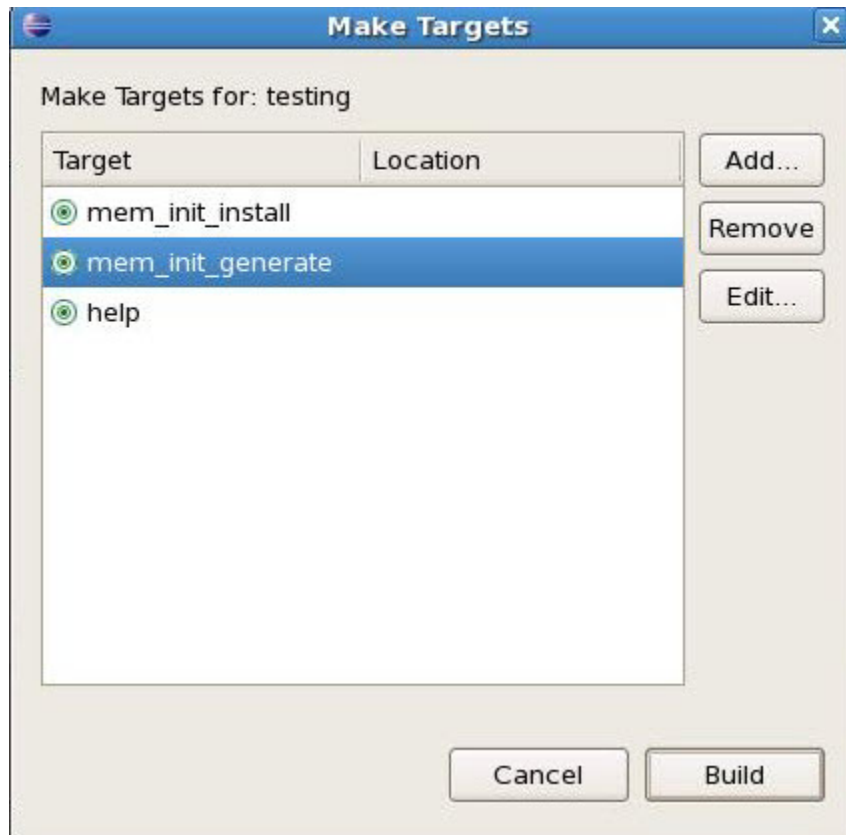 Make Targets
Make Targets for: testing
Target Location
Add...
mem_init_install
Remove
mem_init_generate
Edit...
help
Cancel Build